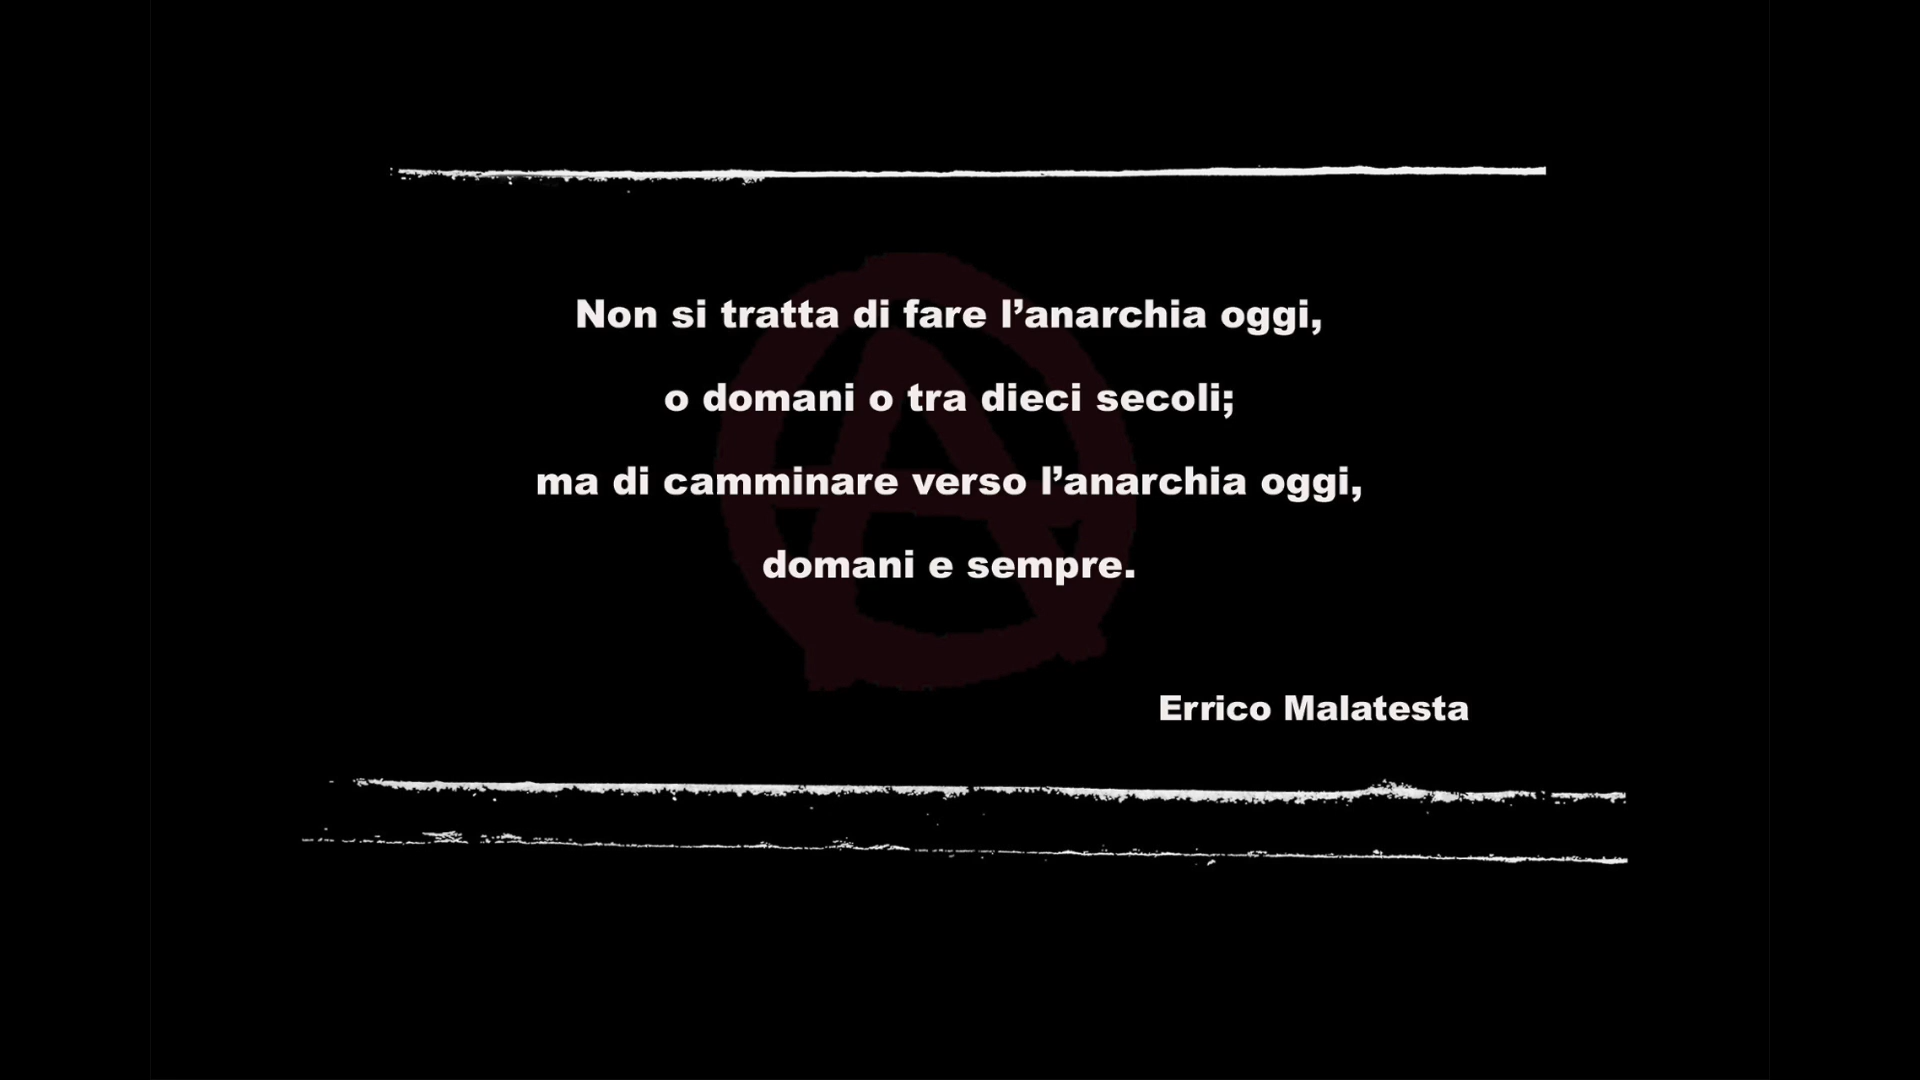 Non si tratta di fare l’anarchia oggi,
o domani o tra dieci secoli;
ma di camminare verso l’anarchia oggi,
domani e sempre.
Errico Malatesta